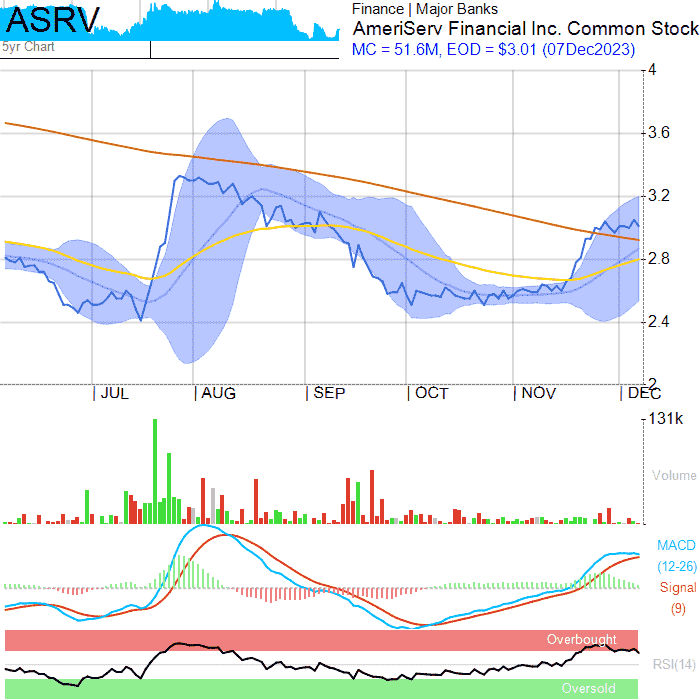 ASRV
5yr Chart
Finance | Major Banks
AmeriServ Financial Inc. Common Stock
MC = 51.6M, EOD = $3.01 (07Dec2023)
4
3.6
3.2
2.8
2.4
2
JUL AUG SEP OCT NOV DEC
131k
Volume
MACD
(12-26)
Signal
(9)
Overbought
RSI(14)
Oversold